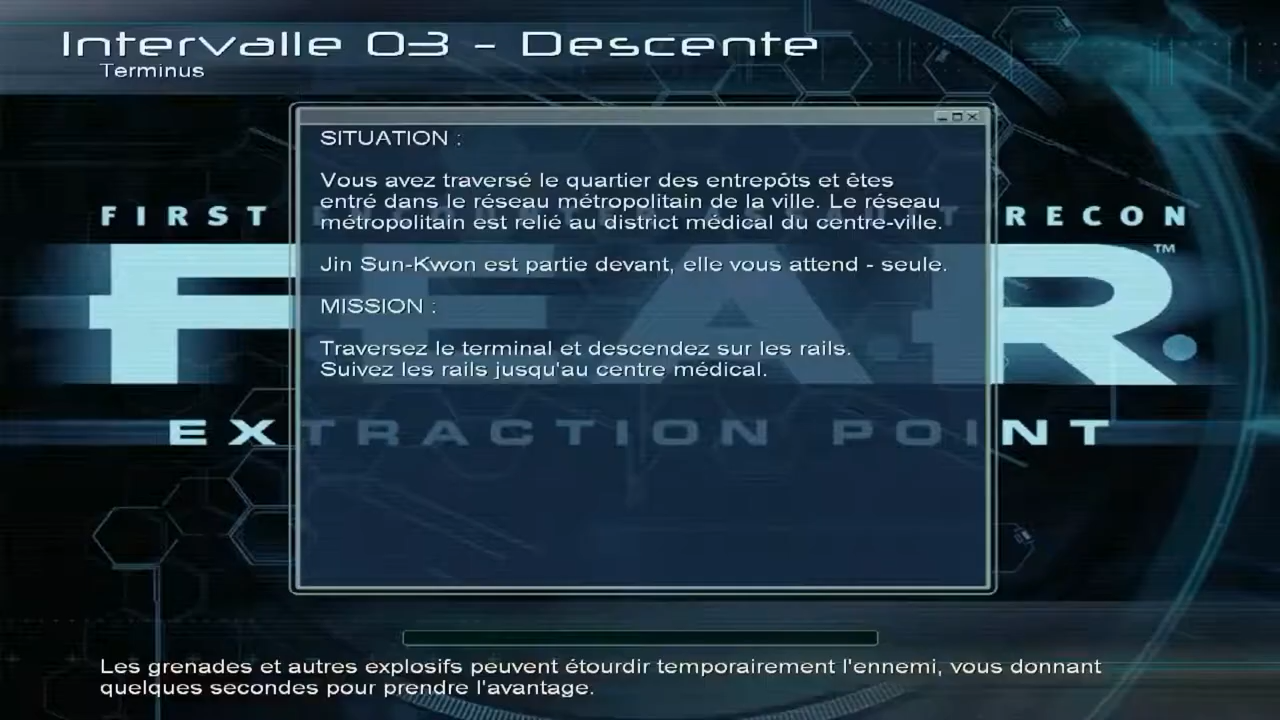 Intervalle 03 - Descente
Terminus
SITUATION :
Vous avez traversé le quartier des entrepôts et êtes
entré dans le réseau métropolitain de la ville. Le réseau
métropolitain est relié au district médical du centre-ville.
Jin Sun-Kwon est partie devant, elle vous attend - seule.
MISSION :
Traversez le terminal et descendez sur les rails.
Suivez les rails jusqu'au centre médical.
FIRST RECON
F.E.A.R.™
EXTRACTION POINT
Les grenades et autres explosifs peuvent étourdir temporairement l'ennemi, vous donnant
quelques secondes pour prendre l'avantage.